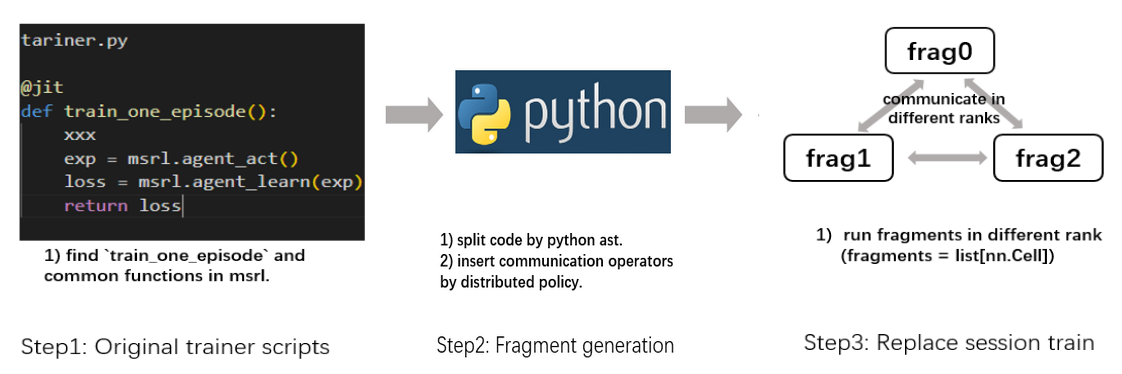 tariner.py
@jit
def train_one_episode():
xxx
exp = msrl.agent_act()
loss = msrl.agent_learn(exp)
return loss
1) find `train_one_episode` and
common functions in msrl.
Step1: Original trainer scripts
python
1) split code by python ast.
2) insert communication operators
by distributed policy.
Step2: Fragment generation
frag0
communicate in
different ranks
frag1
frag2
1) run fragments in different rank
(fragments = list[nn.Cell])
Step3: Replace session train